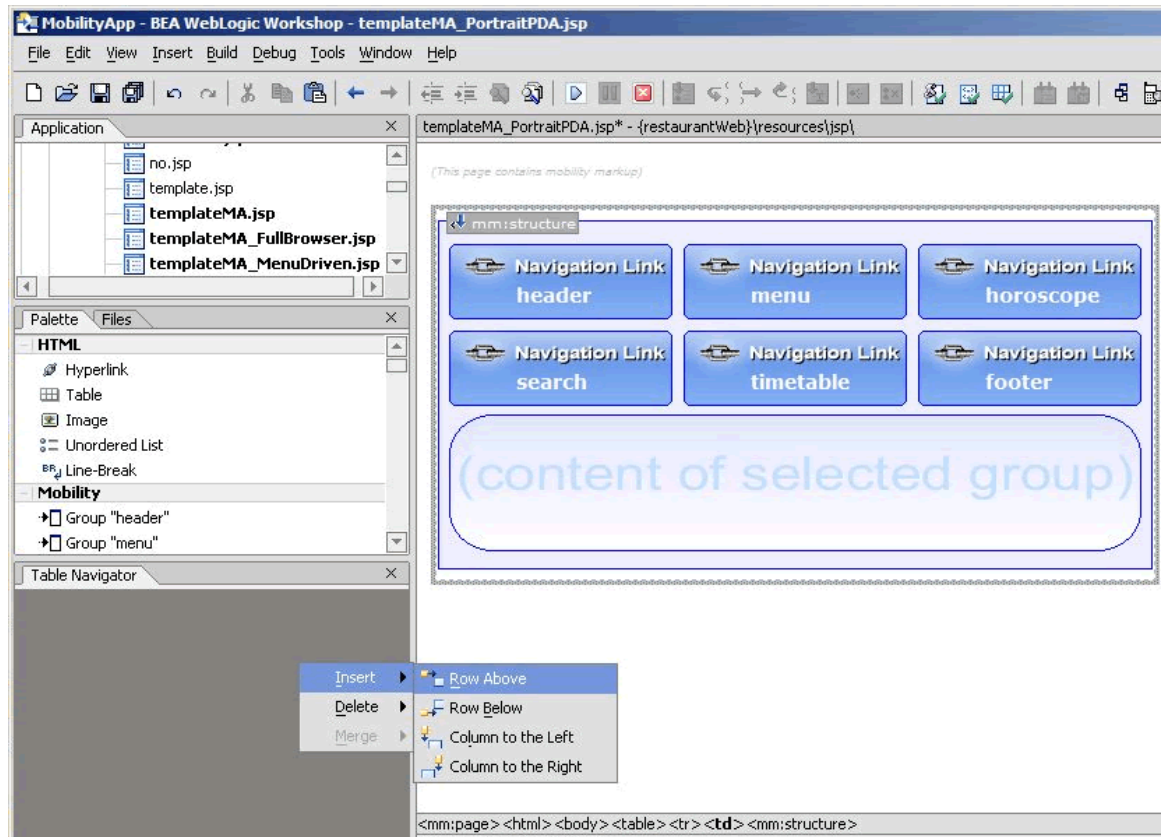 MobilityApp - BEA WebLogic Workshop - templateMA_PortraitPDA.jsp
File Edit View Insert Build Debug Tools Window Help
Application
no.jsp
template.jsp
templateMA.jsp
templateMA_FullBrowser.jsp
templateMA_MenuDriven.jsp
Palette Files
HTML
Hyperlink
Table
Image
Unordered List
BR Line-Break
Mobility
Group "header"
Group "menu"
Table Navigator
templateMA_PortraitPDA.jsp* - {restaurantWeb}\resources\jsp\
(This page contains mobility markup)
mm:structure
Navigation Link Navigation Link Navigation Link
header menu horoscope
Navigation Link Navigation Link Navigation Link
search timetable footer
(content of selected group)
Insert
Delete
Merge
Row Above
Row Below
Column to the Left
Column to the Right
<mm:page><html><body><table><tr><td><mm:structure>